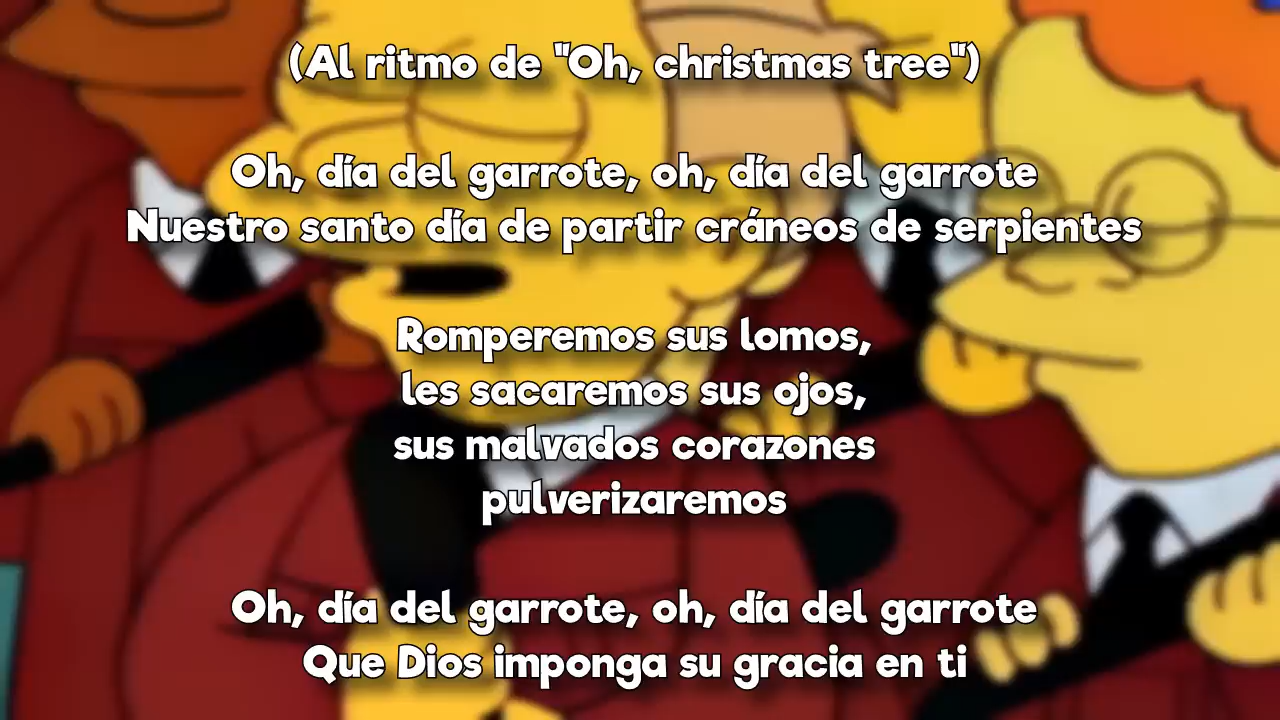 (Al ritmo de "Oh, christmas tree")
Oh, día del garrote, oh, día del garrote
Nuestro santo día de partir cráneos de serpientes
Romperemos sus lomos,
les sacaremos sus ojos,
sus malvados corazones
pulverizaremos
Oh, día del garrote, oh, día del garrote
Que Dios imponga su gracia en ti